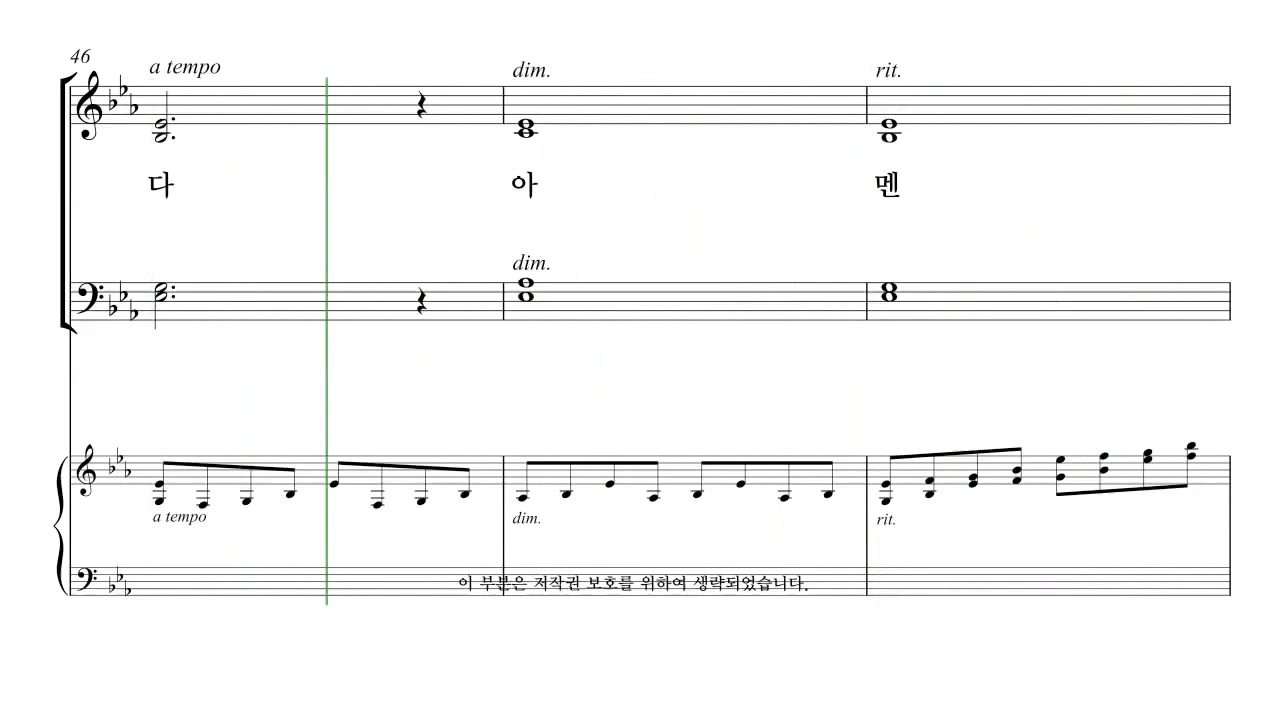 46
a tempo
dim.
rit.
다 아 멘
dim.
a tempo
dim.
rit.
이 부분은 저작권 보호를 위하여 생략되었습니다.